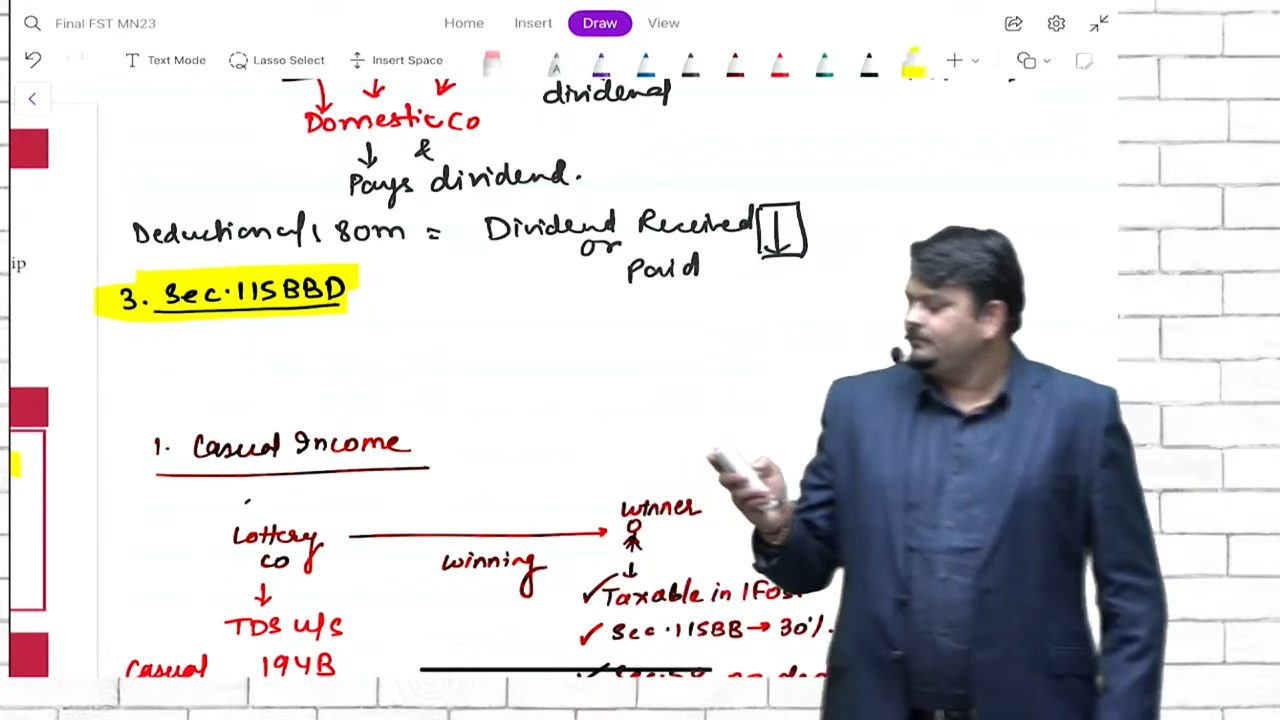 Final FST MN23
Home Insert Draw View
Text Mode Lasso Select Insert Space
dividend
Domestic Co
&
Pays dividend.
Deduction u/s 80m = Dividend Received ↓
or
Paid
ip
3. Sec.115BBD
1. Casual Income
winner
Lottery
co
winning
Taxable in IFOS
TDS u/s
Sec.115BB → 30%.
Casual 194B